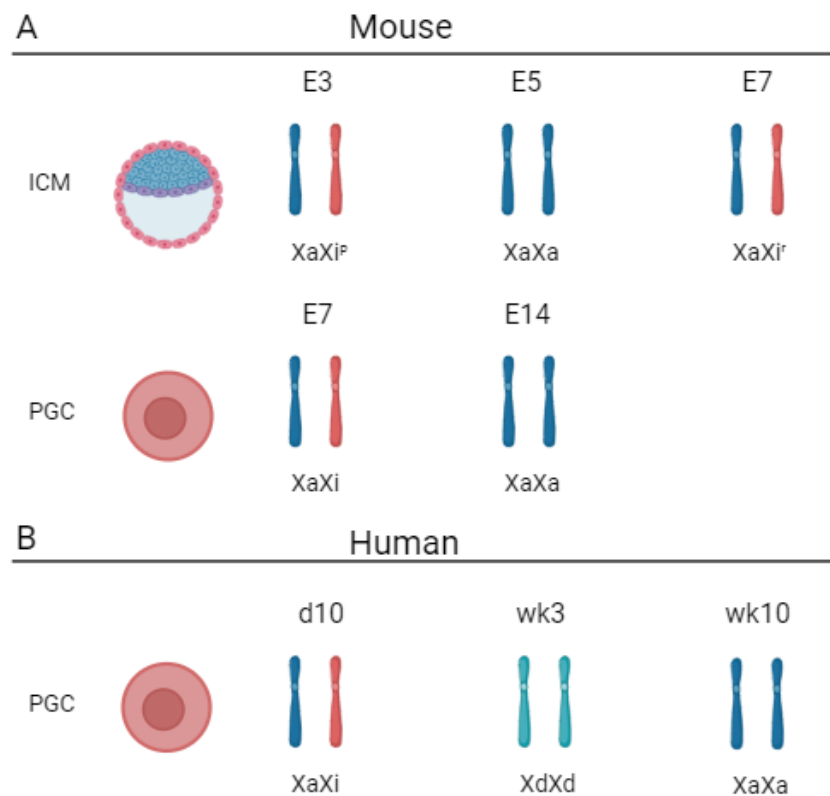 A Mouse
E3 E5 E7
ICM
XaXiᵖ XaXa XaXiʳ
E7 E14
PGC
XaXi XaXa
B Human
d10 wk3 wk10
PGC
XaXi XdXd XaXa